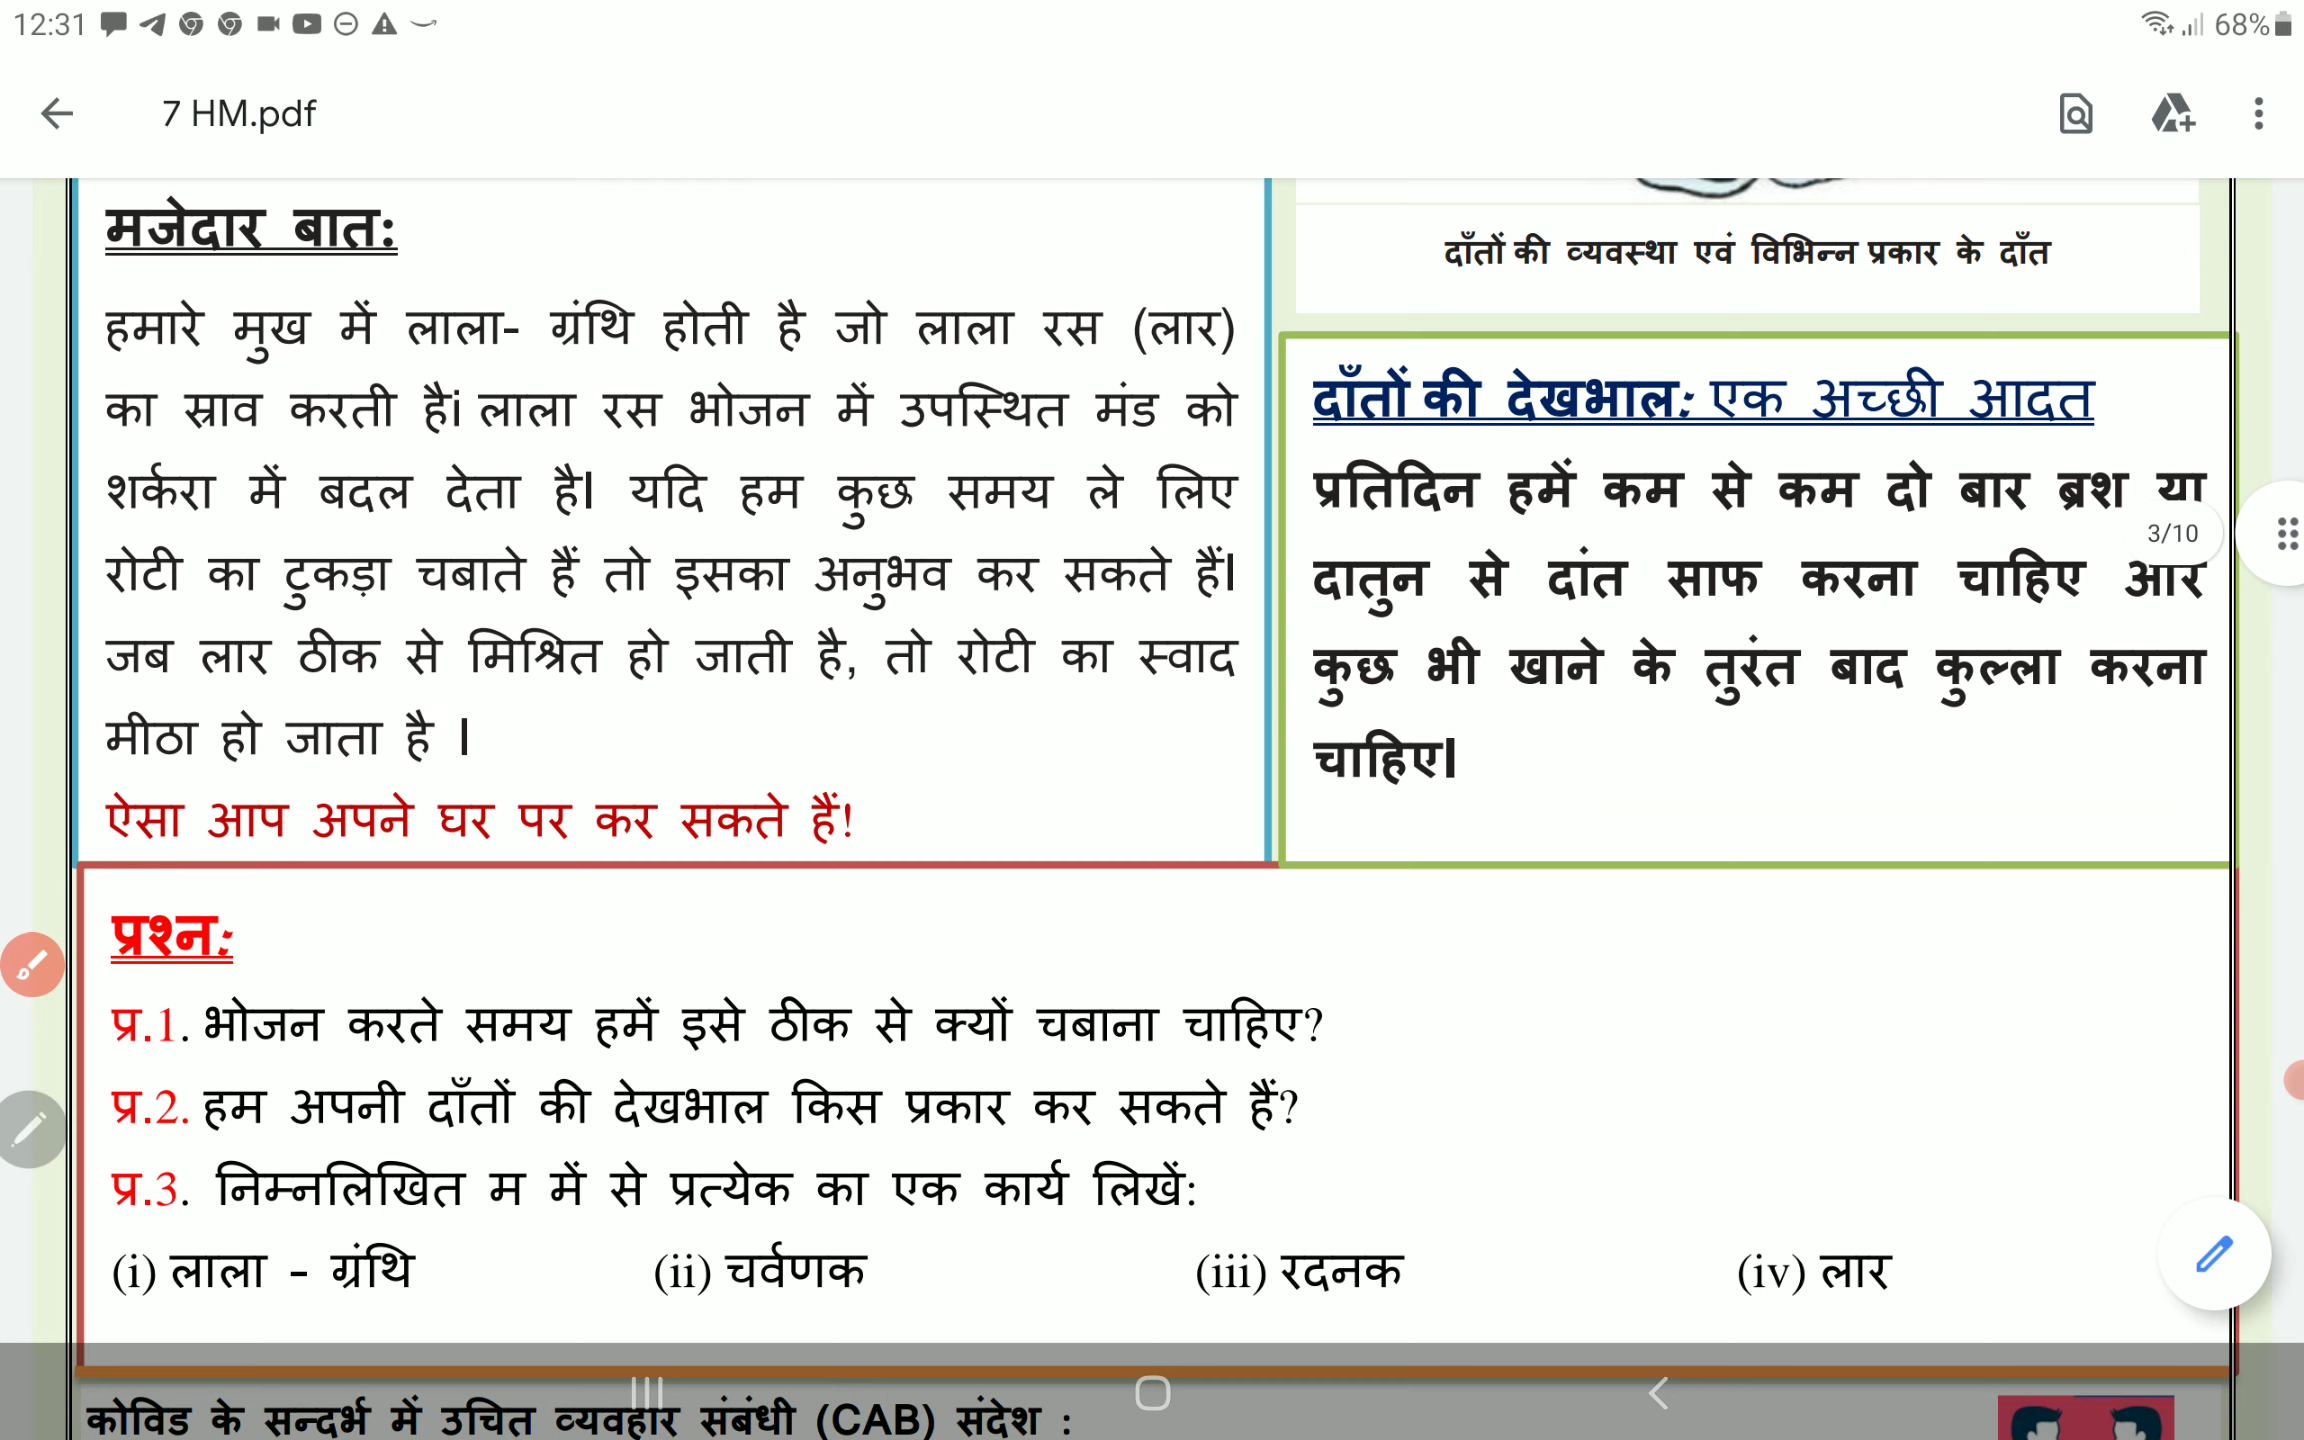 12:31
68%
7 HM.pdf
मजेदार बात:
हमारे मुख में लाला- ग्रंथि होती है जो लाला रस (लार)
का स्राव करती हैi लाला रस भोजन में उपस्थित मंड को
शर्करा में बदल देता हैl यदि हम कुछ समय ले लिए
रोटी का टुकड़ा चबाते हैं तो इसका अनुभव कर सकते हैंl
जब लार ठीक से मिश्रित हो जाती है, तो रोटी का स्वाद
मीठा हो जाता है l
ऐसा आप अपने घर पर कर सकते हैं!
दाँतों की व्यवस्था एवं विभिन्न प्रकार के दाँत
दाँतों की देखभाल: एक अच्छी आदत
प्रतिदिन हमें कम से कम दो बार ब्रश या
3/10
दातुन से दांत साफ करना चाहिए और
कुछ भी खाने के तुरंत बाद कुल्ला करना
चाहिएl
प्रश्न:
प्र.1. भोजन करते समय हमें इसे ठीक से क्यों चबाना चाहिए?
प्र.2. हम अपनी दाँतों की देखभाल किस प्रकार कर सकते हैं?
प्र.3. निम्नलिखित म में से प्रत्येक का एक कार्य लिखें:
(i) लाला - ग्रंथि (ii) चर्वणक (iii) रदनक (iv) लार
कोविड के सन्दर्भ में उचित व्यवहार संबंधी (CAB) संदेश :